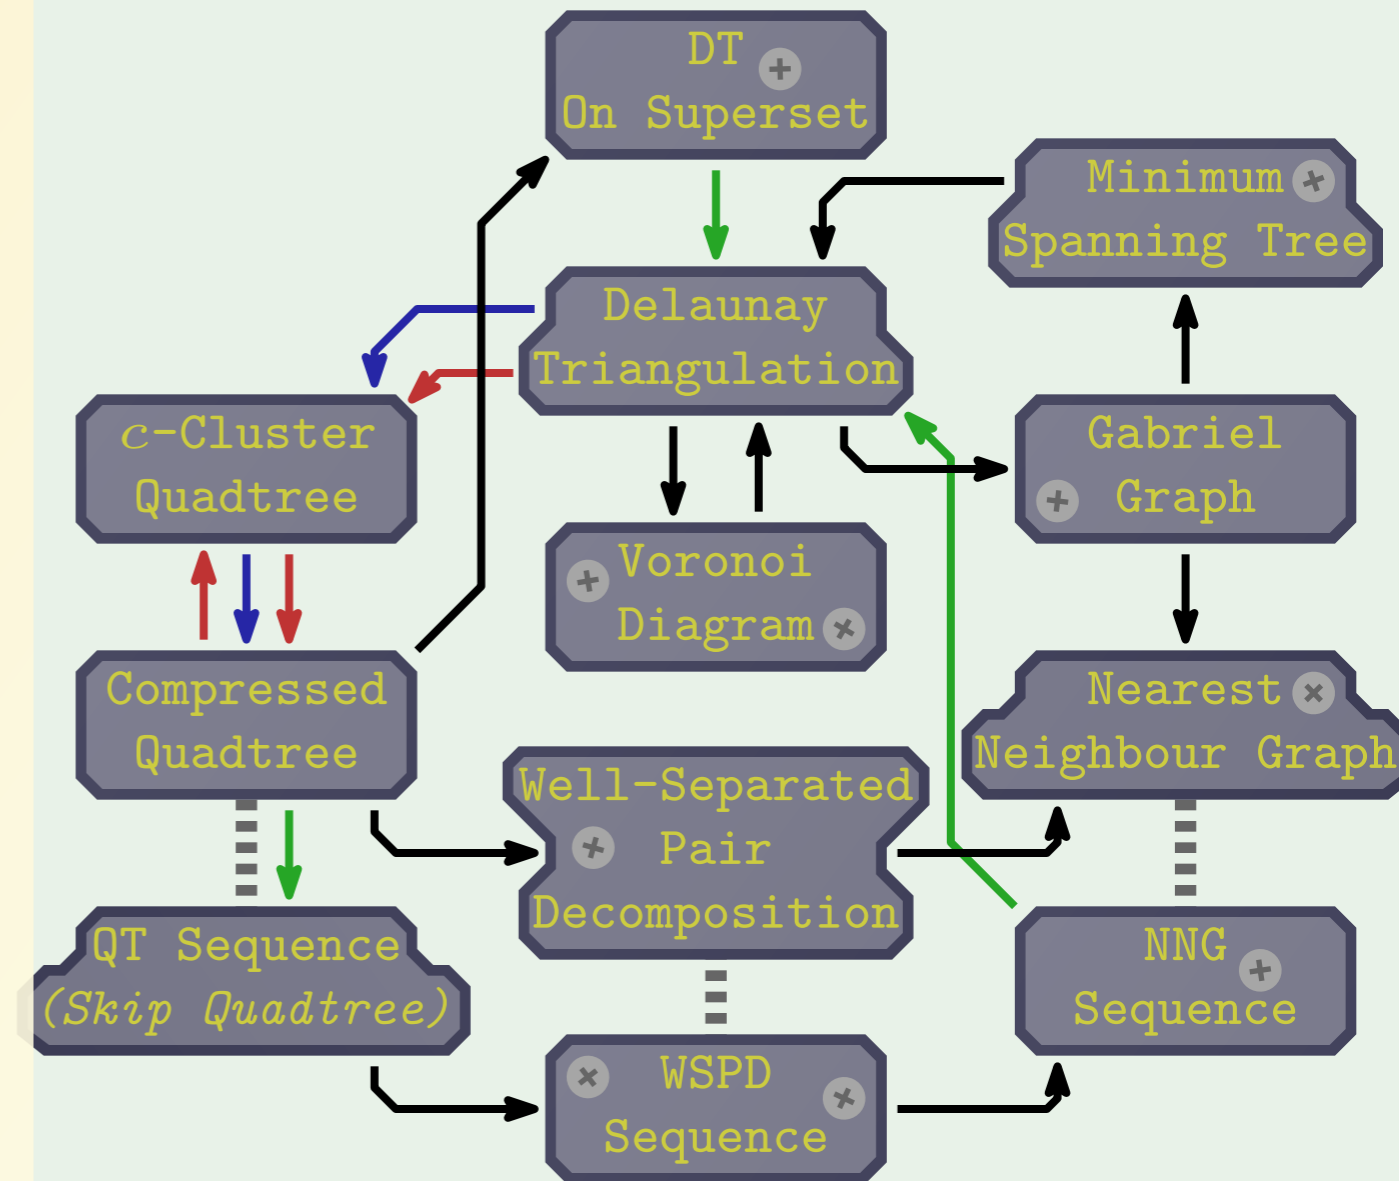 DT
On Superset
Minimum
Spanning Tree
Delaunay
Triangulation
c-Cluster
Quadtree
Gabriel
Graph
Voronoi
Diagram
Compressed
Quadtree
Nearest
Neighbour Graph
Well-Separated
Pair
Decomposition
QT Sequence
(Skip Quadtree)
NNG
Sequence
WSPD
Sequence